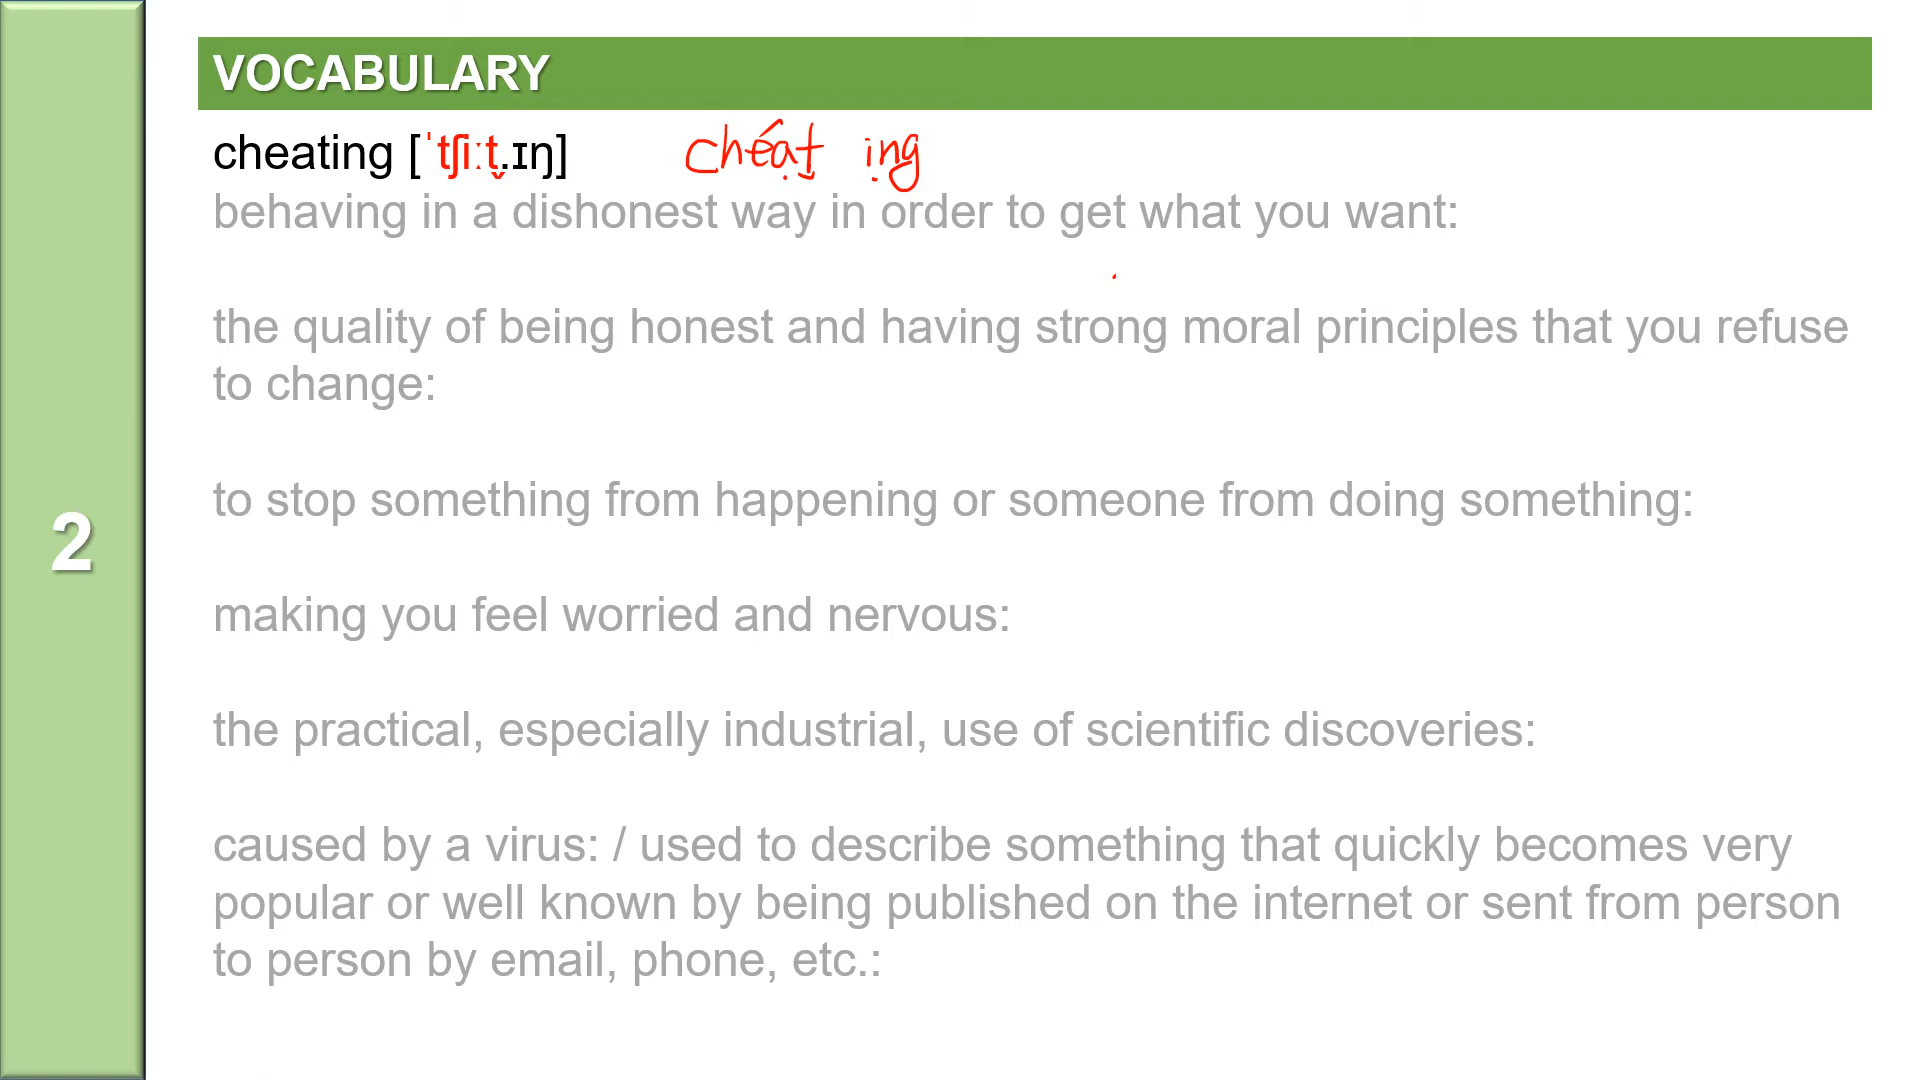 VOCABULARY
cheating [ˈtʃiːt̬.ɪŋ] chéạt̬ ịng
behaving in a dishonest way in order to get what you want:
the quality of being honest and having strong moral principles that you refuse
to change:
to stop something from happening or someone from doing something:
2
making you feel worried and nervous:
the practical, especially industrial, use of scientific discoveries:
caused by a virus: / used to describe something that quickly becomes very
popular or well known by being published on the internet or sent from person
to person by email, phone, etc.: